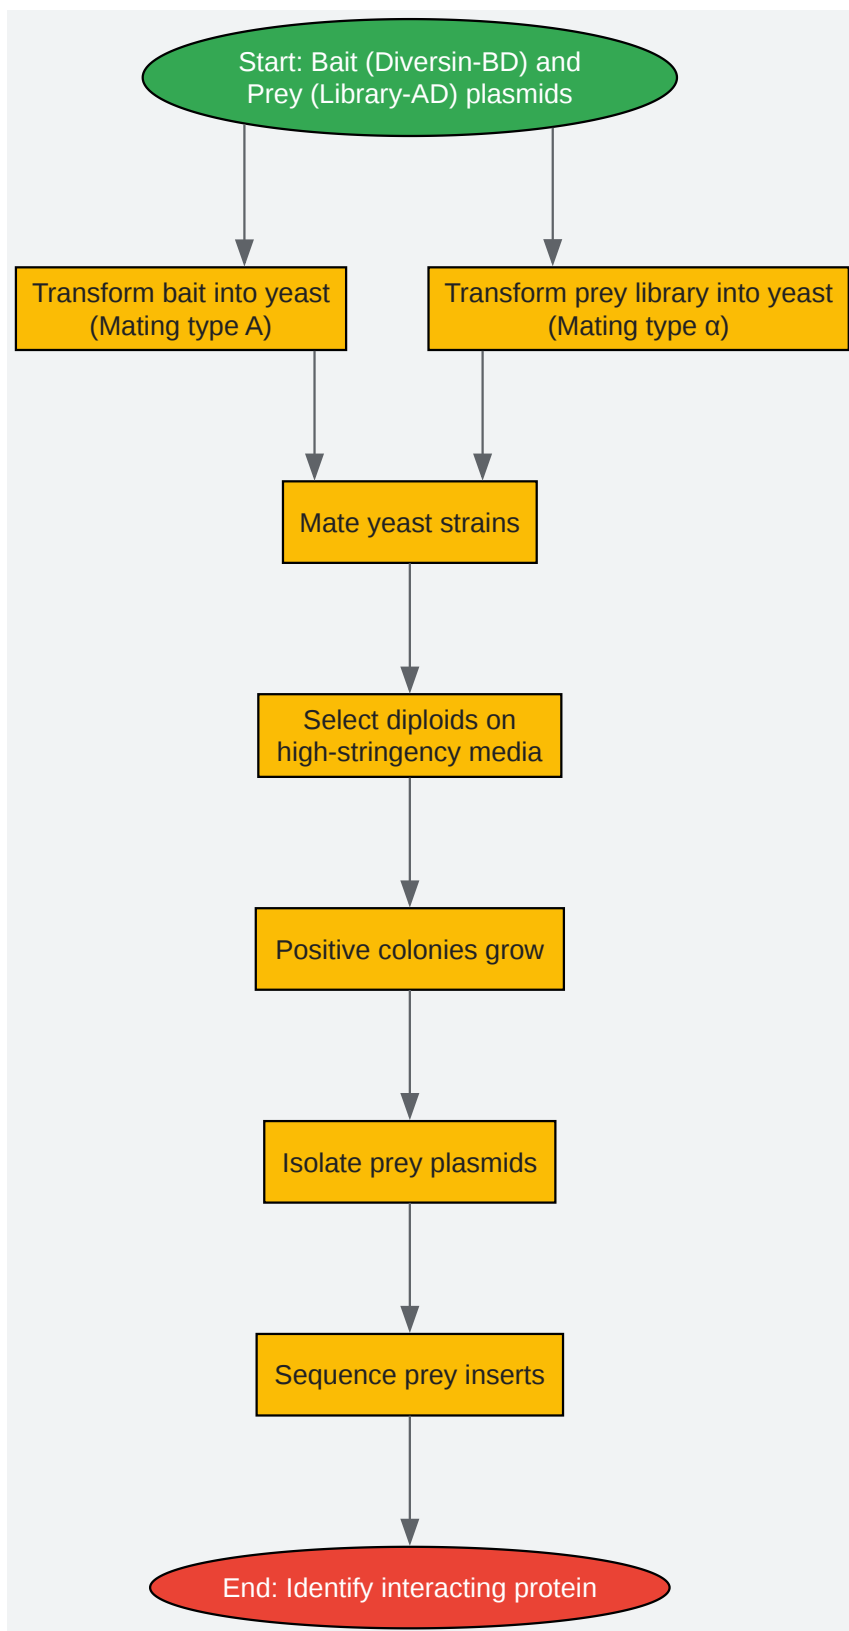 Start: Bait (Diversin-BD) and
Prey (Library-AD) plasmids
Transform bait into yeast
(Mating type A)
Transform prey library into yeast
(Mating type α)
Mate yeast strains
Select diploids on
high-stringency media
Positive colonies grow
Isolate prey plasmids
Sequence prey inserts
End: Identify interacting protein